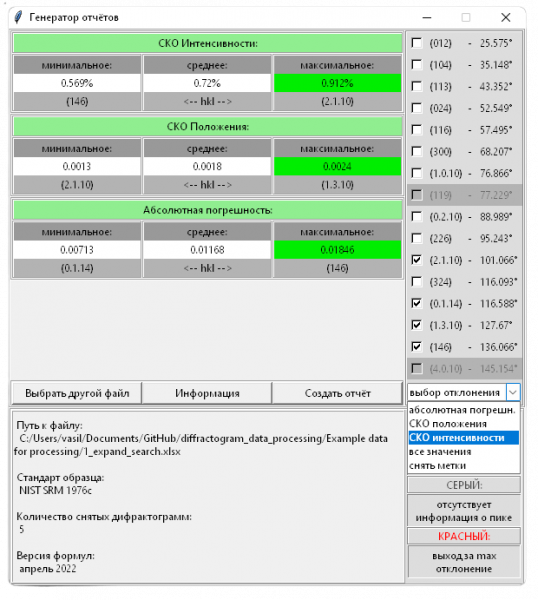 Генератор отчётов
СКО Интенсивности:
минимальное: среднее: максимальное:
0.569% 0.72% 0.912%
(146) <-- hkl --> (2.1.10)
СКО Положения:
минимальное: среднее: максимальное:
0.0013 0.0018 0.0024
(2.1.10) <-- hkl --> (1.3.10)
Абсолютная погрешность:
минимальное: среднее: максимальное:
0.00713 0.01168 0.01846
(0.1.14) <-- hkl --> (146)
Выбрать другой файл Информация Создать отчёт
Путь к файлу:
C:/Users/vasil/Documents/GitHub/diffractogram_data_processing/Example data
for processing/1_expand_search.xlsx
Стандарт образца:
NIST SRM 1976c
Количество снятых дифрактограмм:
5
Версия формул:
апрель 2022
(012) - 25.575°
(104) - 35.148°
(113) - 43.352°
(024) - 52.549°
(116) - 57.495°
(300) - 68.207°
(1.0.10) - 76.866°
(119) - 77.229°
(0.2.10) - 88.989°
(226) - 95.243°
(2.1.10) - 101.066°
(324) - 116.093°
(0.1.14) - 116.588°
(1.3.10) - 127.67°
(146) - 136.066°
(4.0.10) - 145.154°
выбор отклонения
абсолютная погрешн.
СКО положения
СКО интенсивности
все значения
снять метки
СЕРЫЙ:
отсутствует
информация о пике
КРАСНЫЙ:
выход за max
отклонение